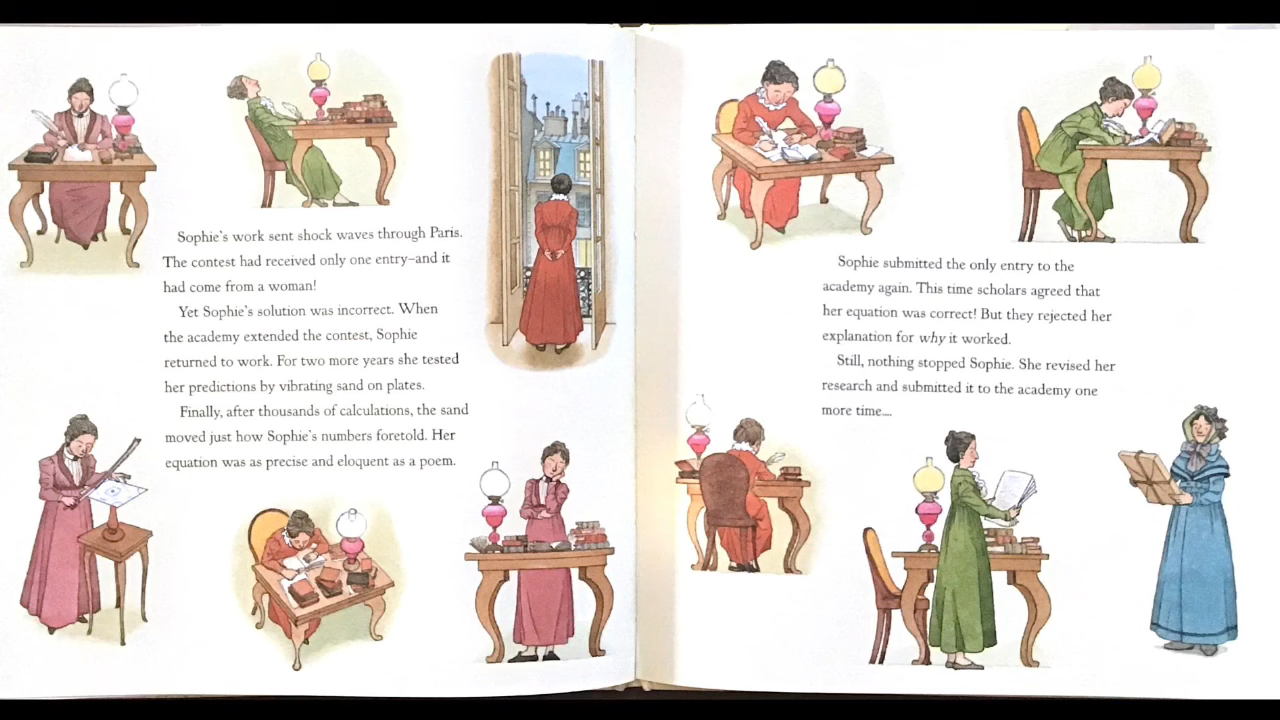 Sophie's work sent shock waves through Paris.
The contest had received only one entry–and it
had come from a woman!
Yet Sophie's solution was incorrect. When
the academy extended the contest, Sophie
returned to work. For two more years she tested
her predictions by vibrating sand on plates.
Finally, after thousands of calculations, the sand
moved just how Sophie's numbers foretold. Her
equation was as precise and eloquent as a poem.
Sophie submitted the only entry to the
academy again. This time scholars agreed that
her equation was correct! But they rejected her
explanation for why it worked.
Still, nothing stopped Sophie. She revised her
research and submitted it to the academy one
more time....